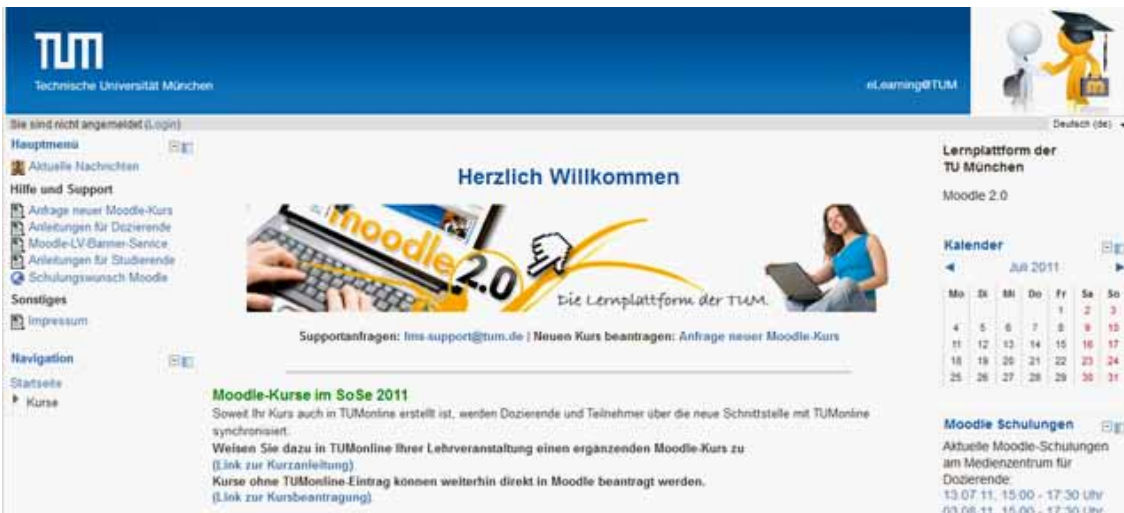 TUM
Technische Universität München
eLearning@TUM
Sie sind nicht angemeldet (Login)
Deutsch (de)
Hauptmenü
Aktuelle Nachrichten
Hilfe und Support
Anfrage neuer Moodle-Kurs
Anleitungen für Dozierende
Moodle-LV-Banner-Service
Anleitungen für Studierende
Schulungswunsch Moodle
Sonstiges
Impressum
Navigation
Startseite
Kurse
Herzlich Willkommen
moodle 2.0
Die Lernplattform der TUM.
Supportanfragen: lms-support@tum.de | Neuen Kurs beantragen: Anfrage neuer Moodle-Kurs
Moodle-Kurse im SoSe 2011
Soweit Ihr Kurs auch in TUMonline erstellt ist, werden Dozierende und Teilnehmer über die neue Schnittstelle mit TUMonline
synchronisiert.
Weisen Sie dazu in TUMonline Ihrer Lehrveranstaltung einen ergänzenden Moodle-Kurs zu
(Link zur Kurzanleitung)
Kurse ohne TUMonline-Eintrag können weiterhin direkt in Moodle beantragt werden.
(Link zur Kursbeantragung)
Lernplattform der
TU München
Moodle 2.0
Kalender
Juli 2011
Mo Di Mi Do Fr Sa So
1 2 3
4 5 6 7 8 9 10
11 12 13 14 15 16 17
18 19 20 21 22 23 24
25 26 27 28 29 30 31
Moodle Schulungen
Aktuelle Moodle-Schulungen
am Medienzentrum für
Dozierende:
13.07.11, 15:00 - 17:30 Uhr
03.08.11, 15:00 - 17:30 Uhr